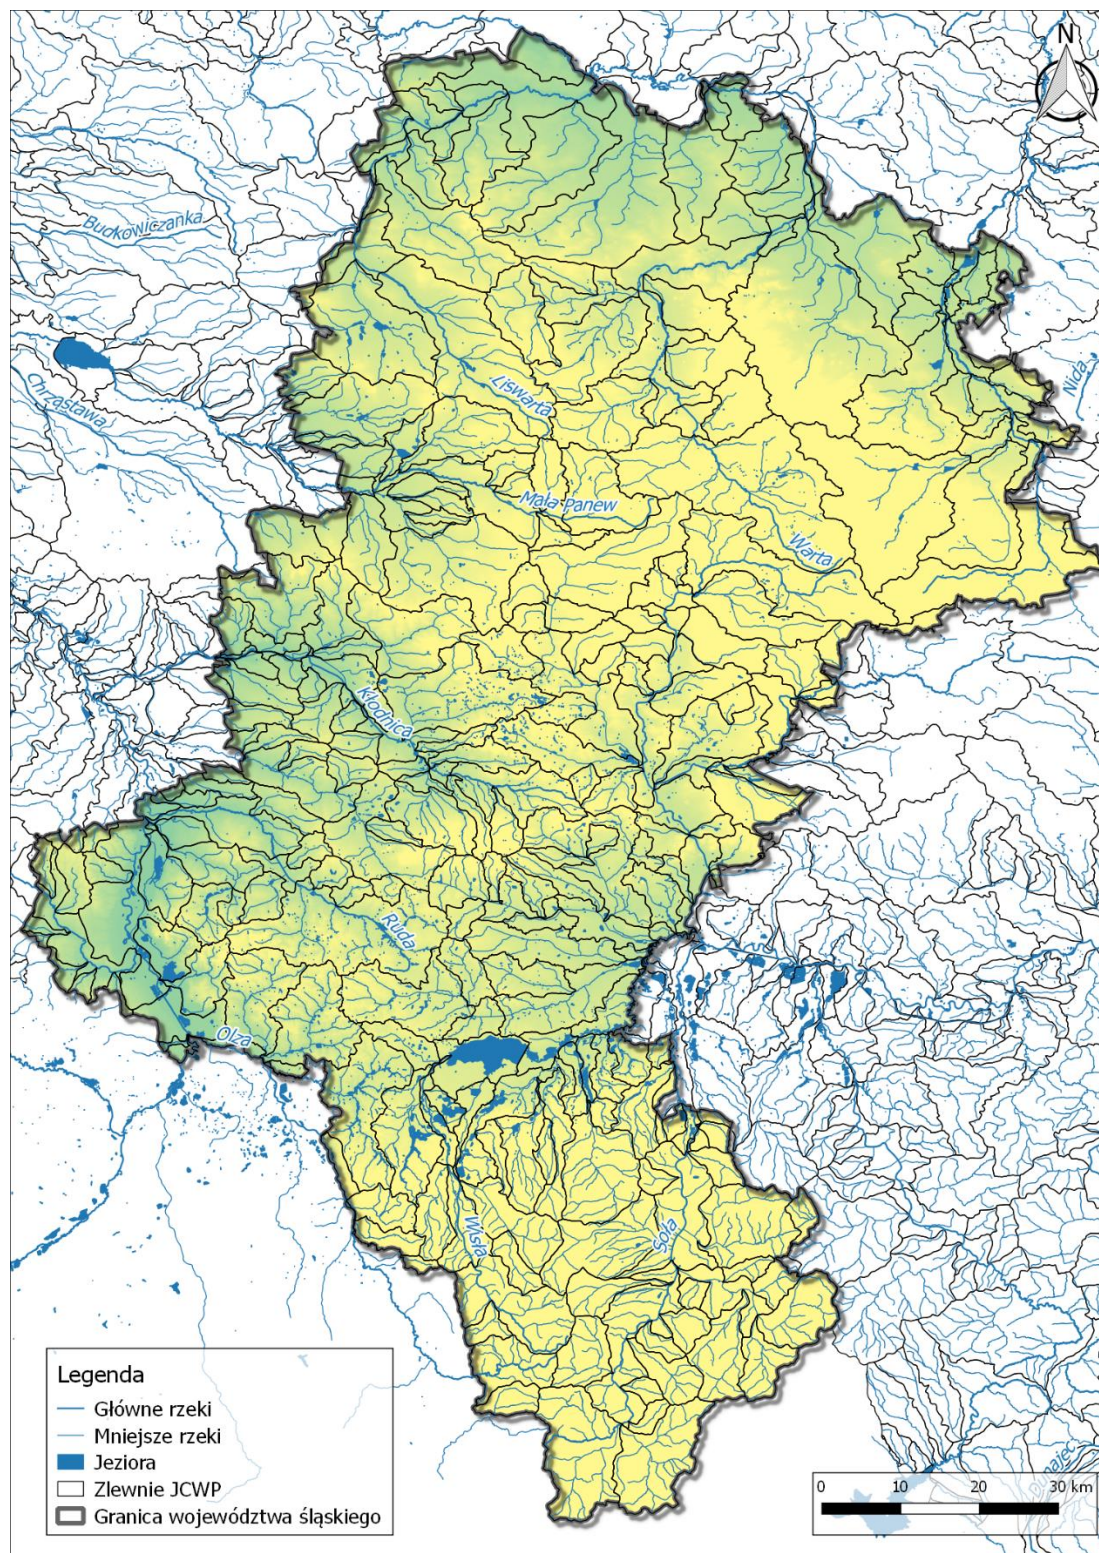 N
Budkowiczanka
Chrząstawa
Nida
Liswarta
Mała Panew
Warta
Kłodnica
Ruda
Olza
Wisła
Soła
Dunajec
Legenda
Główne rzeki
Mniejsze rzeki
Jeziora
Zlewnie JCWP
Granica województwa śląskiego
0 10 20 30 km